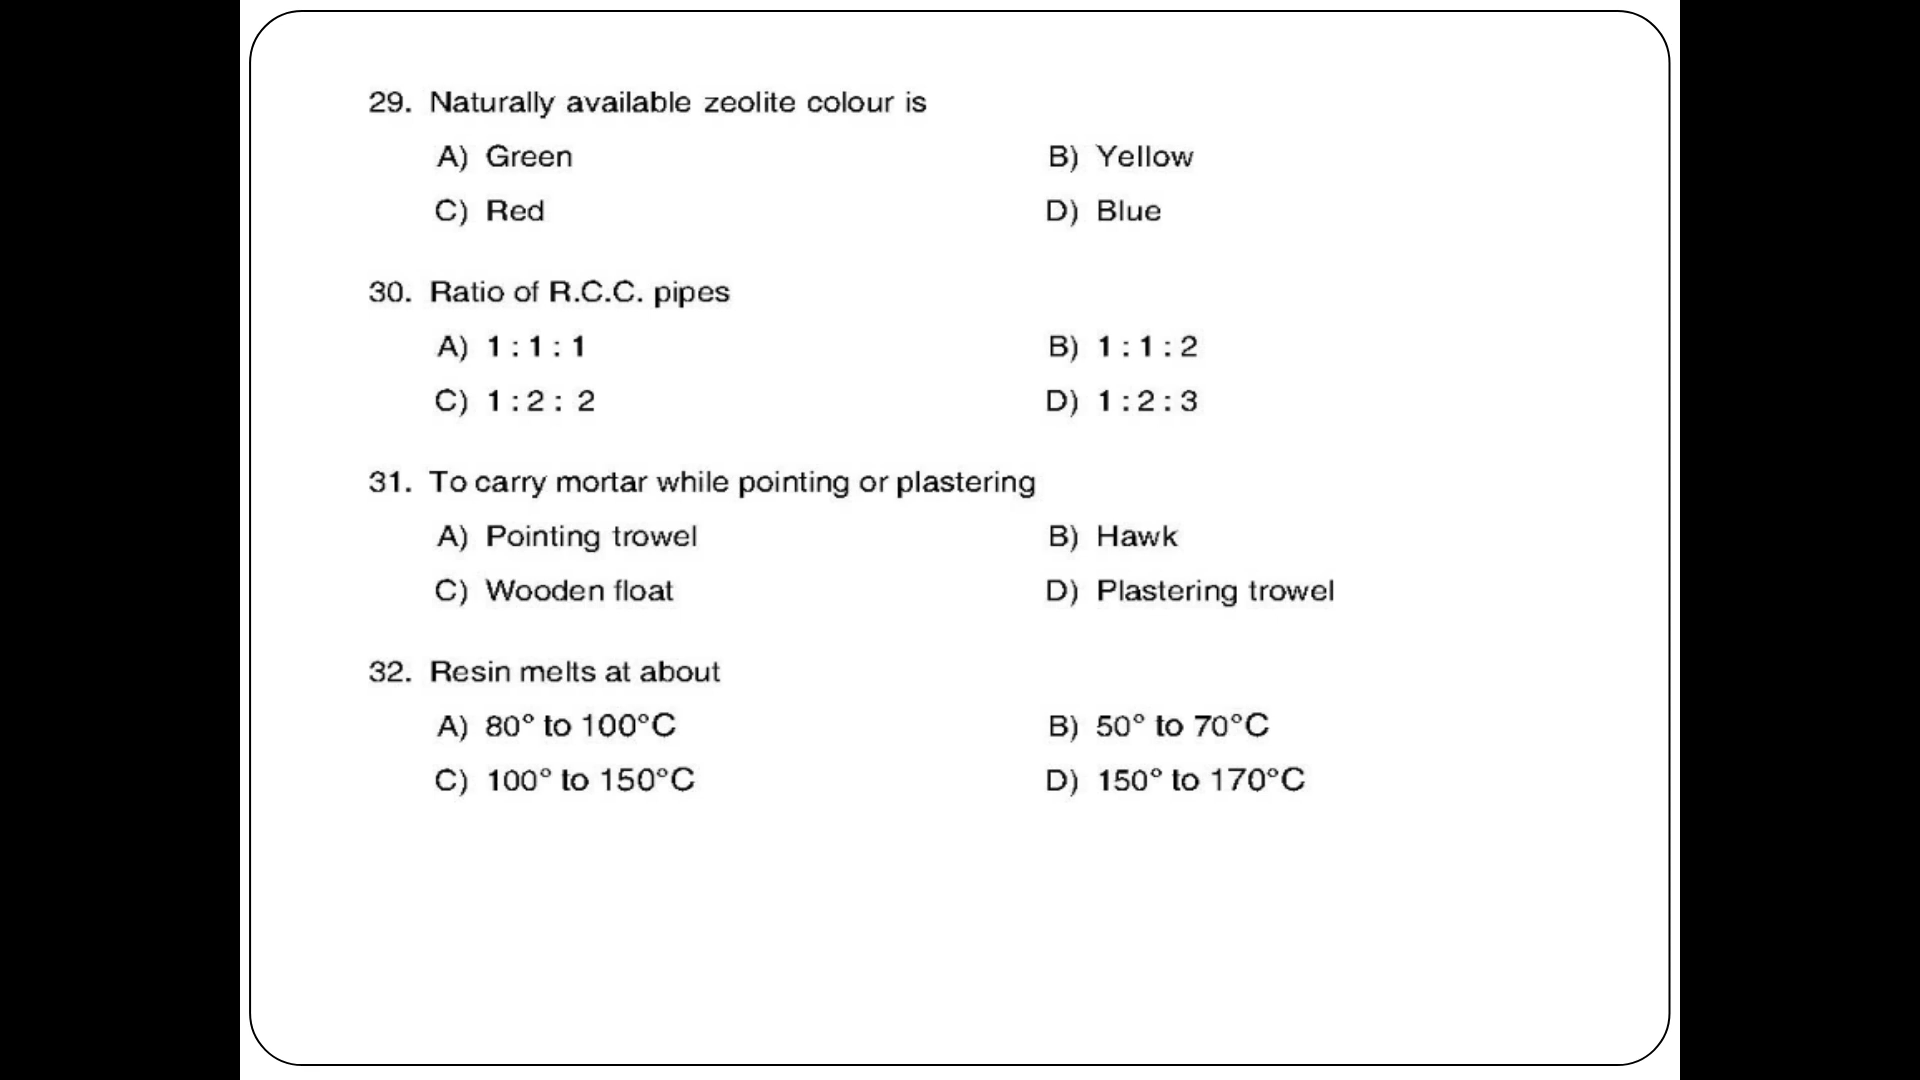 29. Naturally available zeolite colour is
A) Green B) Yellow
C) Red D) Blue
30. Ratio of R.C.C. pipes
A) 1 : 1 : 1 B) 1 : 1 : 2
C) 1 : 2 : 2 D) 1 : 2 : 3
31. To carry mortar while pointing or plastering
A) Pointing trowel B) Hawk
C) Wooden float D) Plastering trowel
32. Resin melts at about
A) 80° to 100°C B) 50° to 70°C
C) 100° to 150°C D) 150° to 170°C